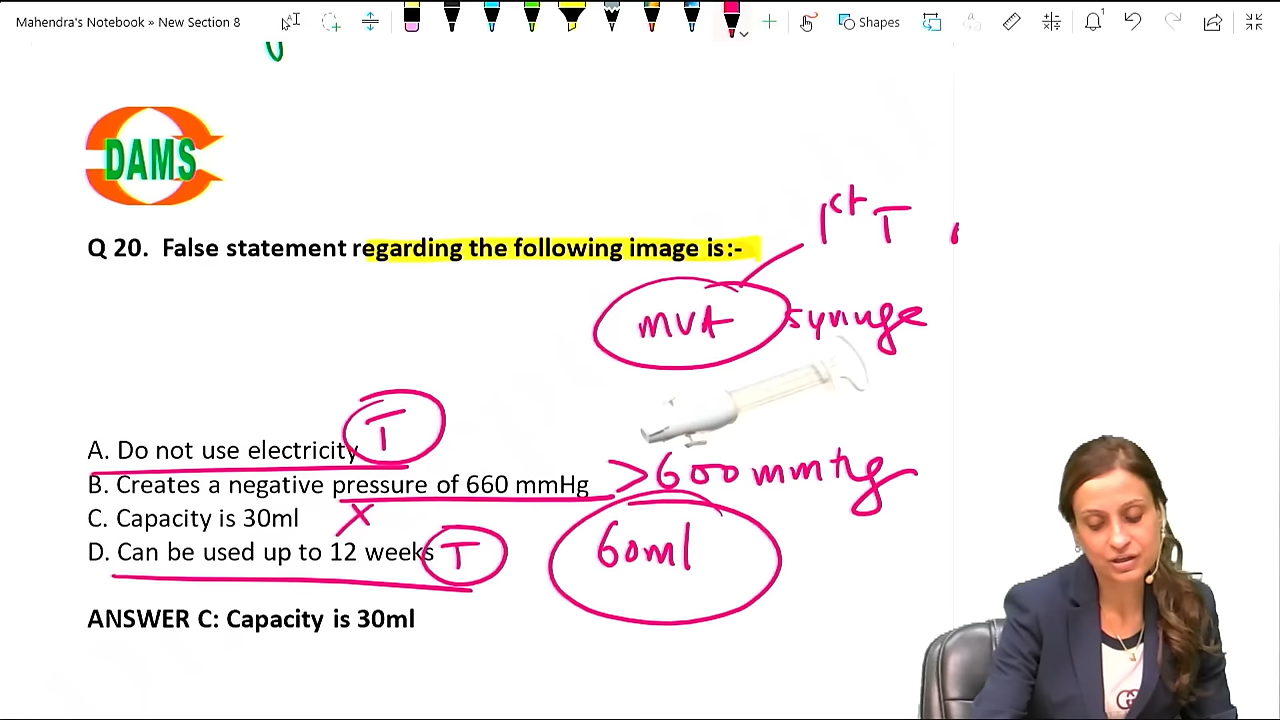 Mahendra's Notebook » New Section 8
Shapes
DAMS
1st T
Q 20. False statement regarding the following image is:-
MVA syringe
T
A. Do not use electricity
B. Creates a negative pressure of 660 mmHg >600mmHg
C. Capacity is 30ml X 60ml
D. Can be used up to 12 weeks T
ANSWER C: Capacity is 30ml